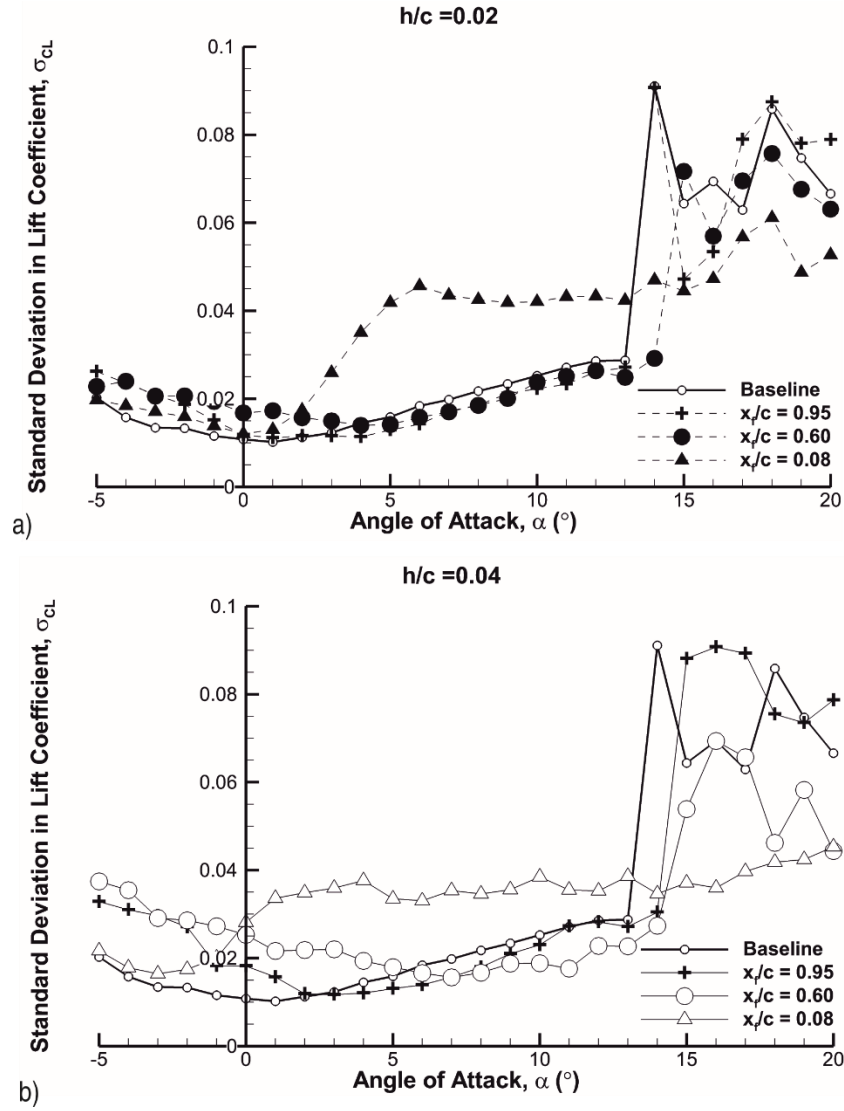 h/c =0.02
Standard Deviation in Lift Coefficient, σCL
0.1
0.08
0.06
0.04
0.02
0
-5
0
5
10
15
20
Baseline
xf/c = 0.95
xf/c = 0.60
xf/c = 0.08
Angle of Attack, α (°)
a)
h/c =0.04
Standard Deviation in Lift Coefficient, σCL
0.1
0.08
0.06
0.04
0.02
0
-5
0
5
10
15
20
Baseline
xf/c = 0.95
xf/c = 0.60
xf/c = 0.08
Angle of Attack, α (°)
b)